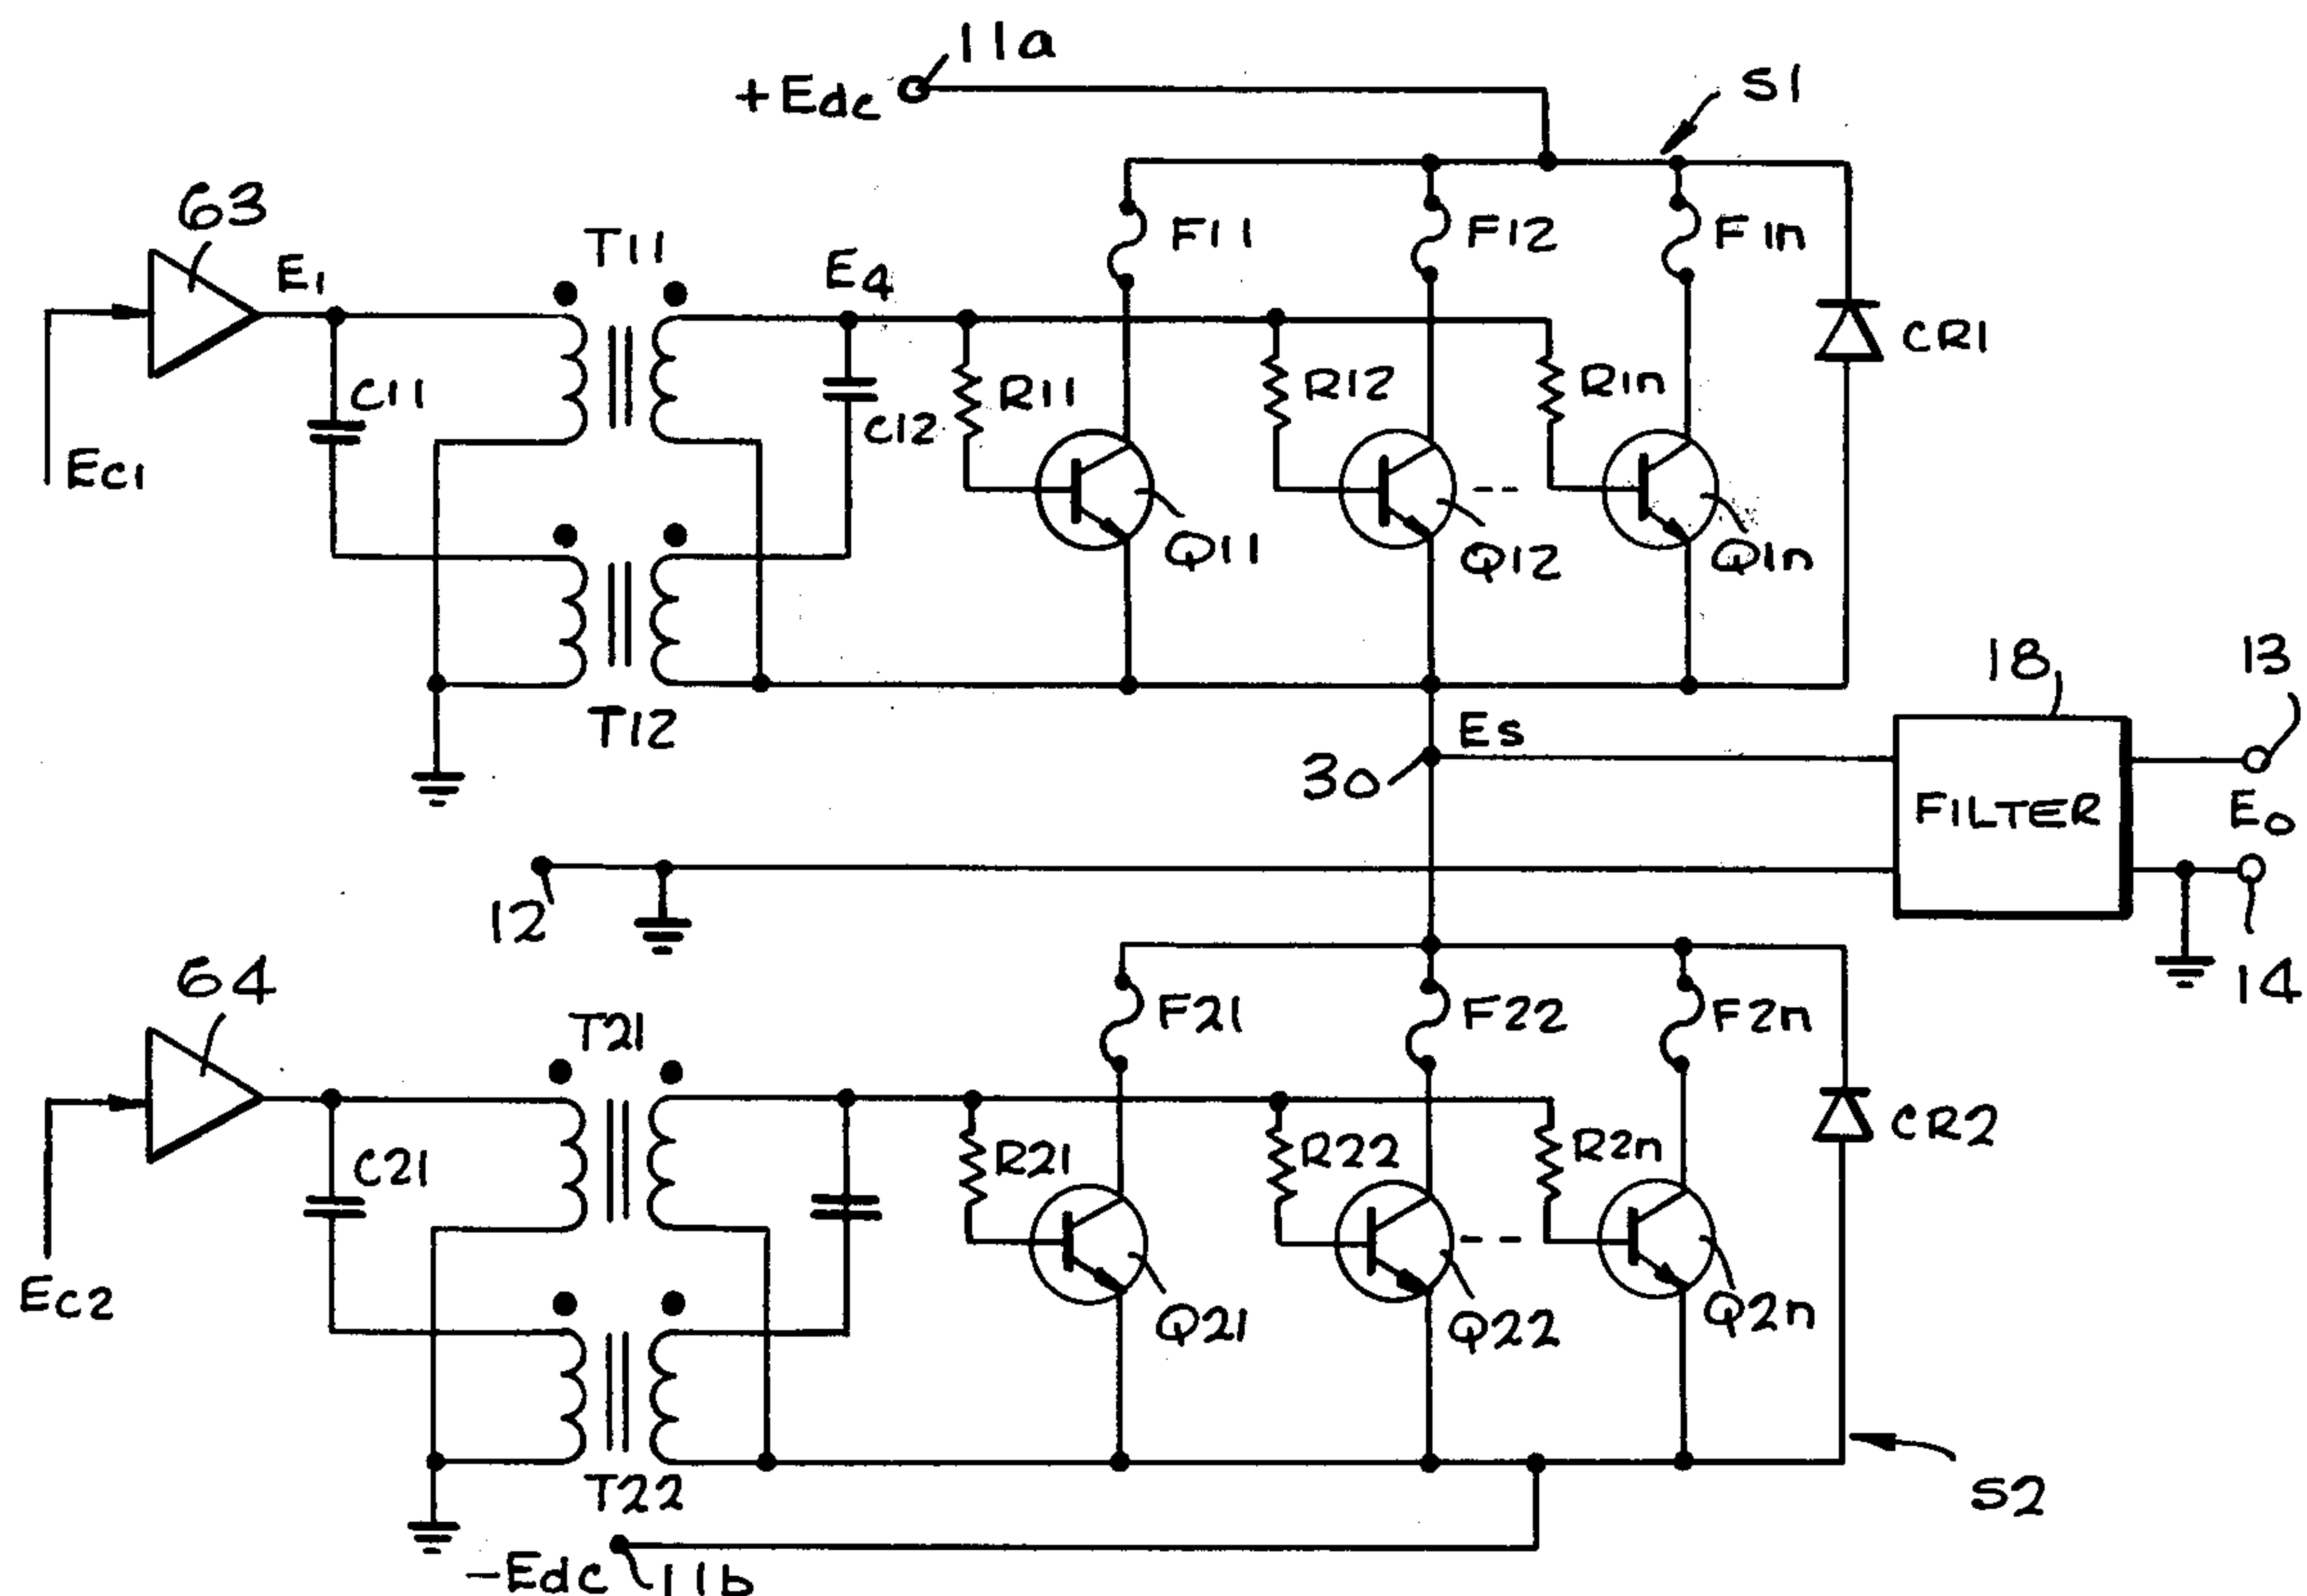 11a
+Edc
S1
63
T11
F11
F12
F1n
E1
E4
CR1
C11
R11
R12
R1n
C12
Ec1
Q11
Q12
Q1n
--
T12
18
13
Es
30
FILTER
Eo
12
14
64
T21
F21
F22
F2n
CR2
C21
R21
R22
R2n
--
Ec2
Q21
Q22
Q2n
T22
S2
-Edc
11b